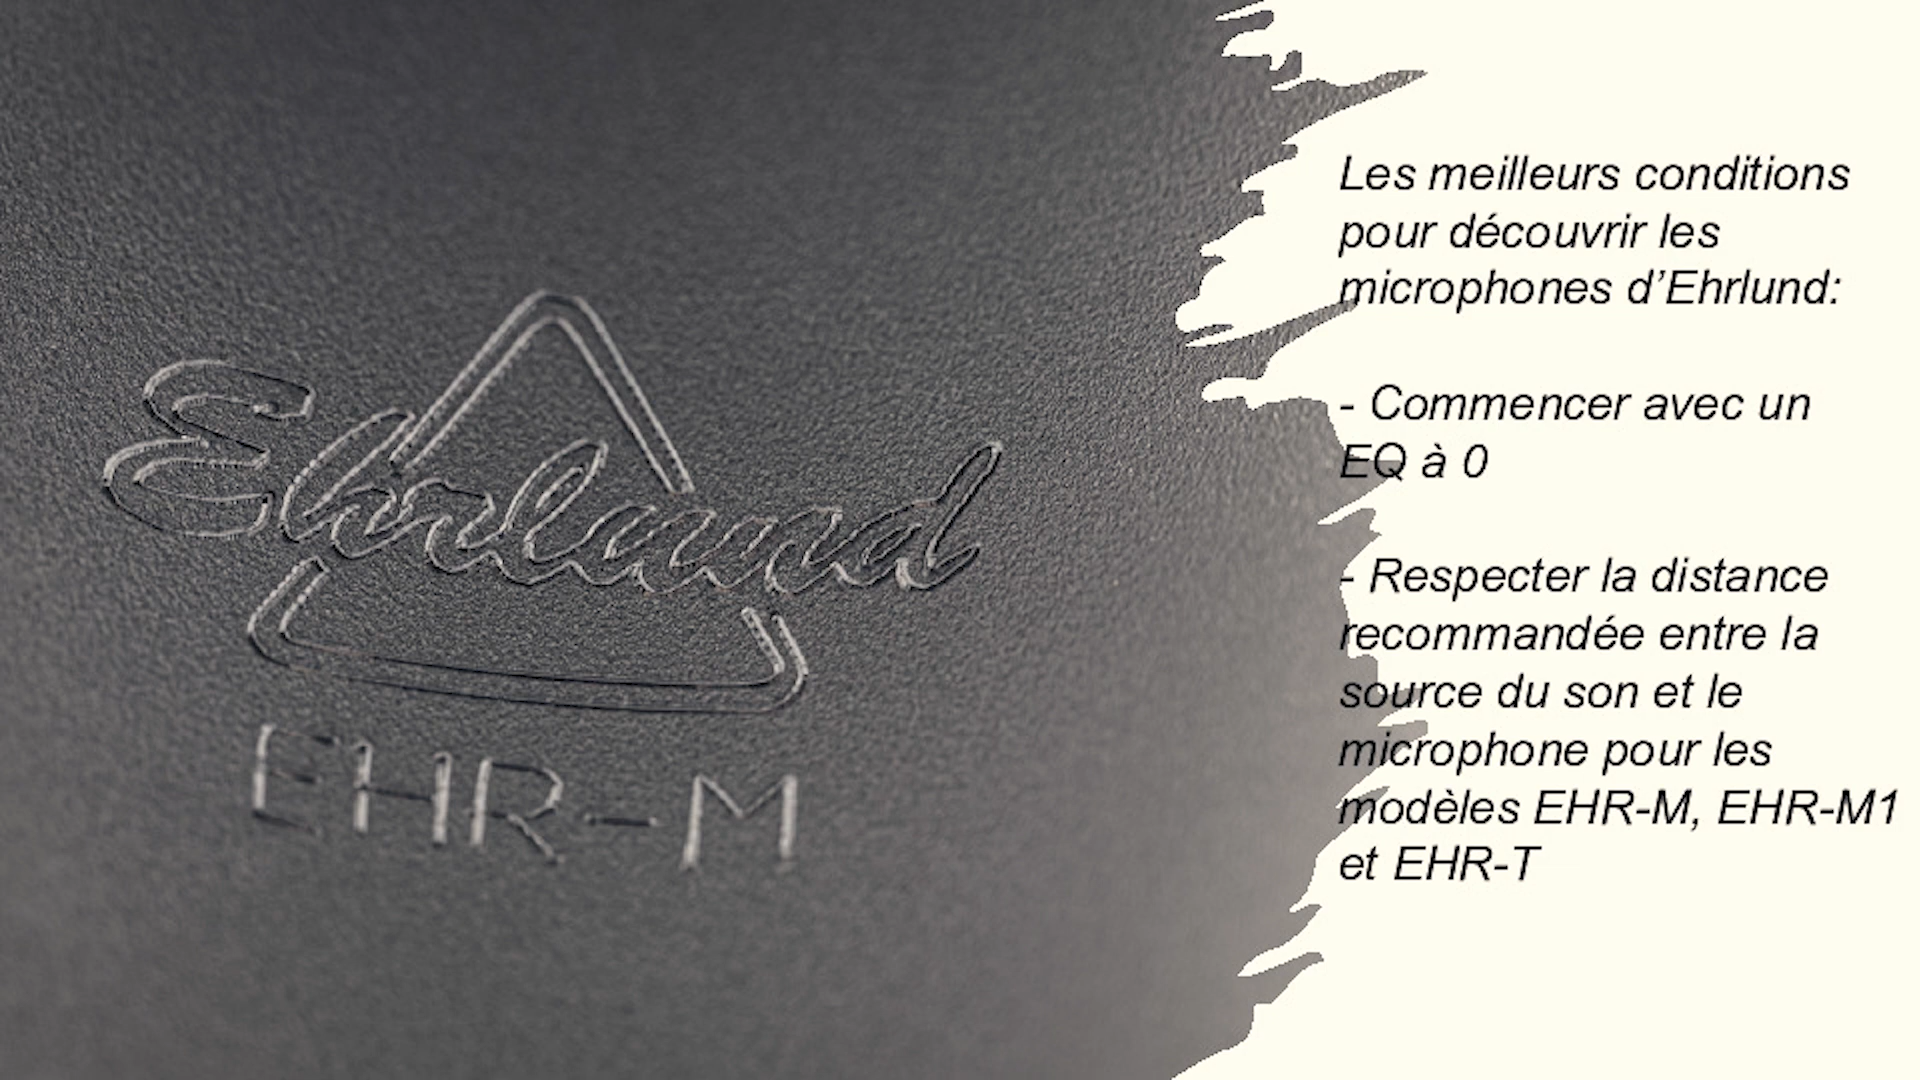 Ehrlund
EHR-M
Les meilleurs conditions
pour découvrir les
microphones d’Ehrlund:
- Commencer avec un
EQ à 0
- Respecter la distance
recommandée entre la
source du son et le
microphone pour les
modèles EHR-M, EHR-M1
et EHR-T